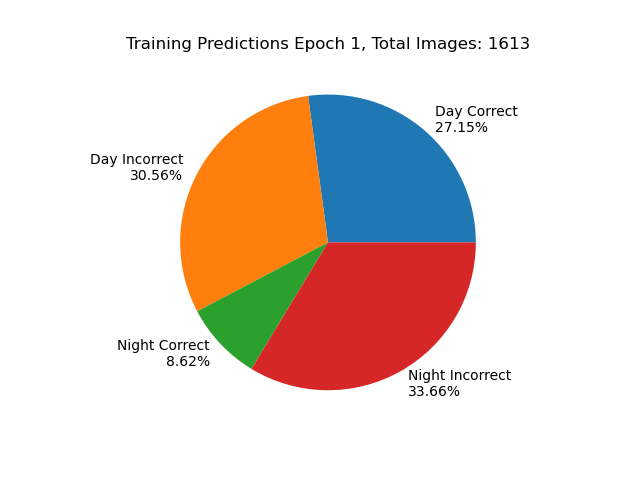 Training Predictions Epoch 1, Total Images: 1613
Day Correct
27.15%
Day Incorrect
30.56%
Night Correct
8.62%
Night Incorrect
33.66%